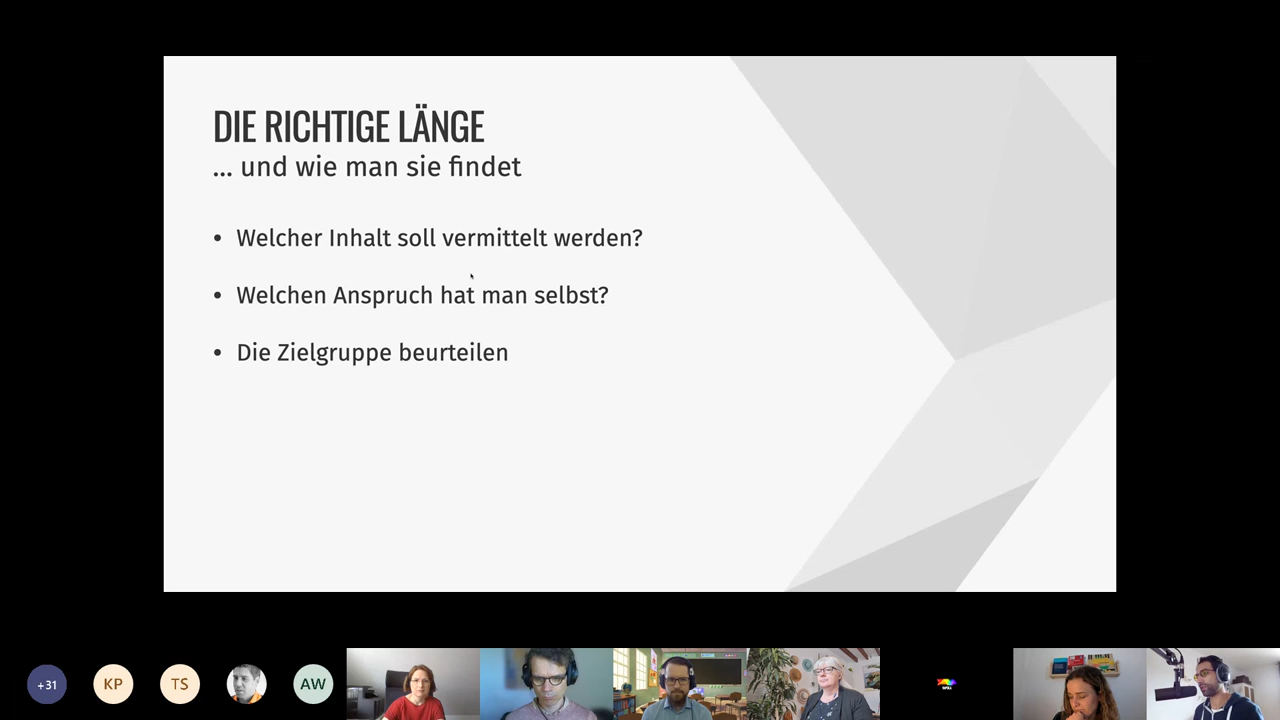 DIE RICHTIGE LÄNGE
... und wie man sie findet
• Welcher Inhalt soll vermittelt werden?
• Welchen Anspruch hat man selbst?
• Die Zielgruppe beurteilen
+31
KP
TS
AW